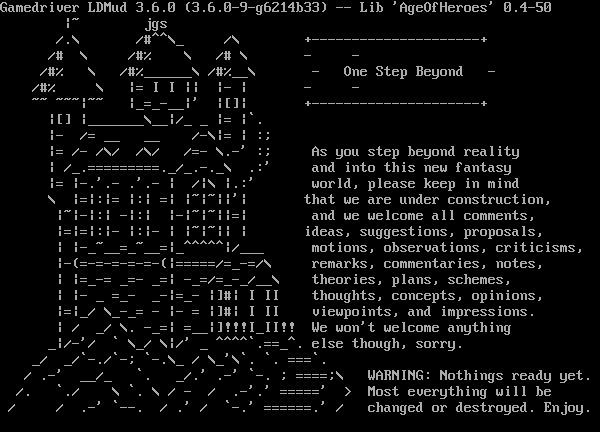 Gamedriver LDMud 3.6.0 (3.6.0-9-g6214b33) -- Lib 'AgeOfHeroes' 0.4-50
jgs
One Step Beyond
As you step beyond reality
and into this new fantasy
world, please keep in mind
that we are under construction,
and we welcome all comments,
ideas, suggestions, proposals,
motions, observations, criticisms,
remarks, commentaries, notes,
theories, plans, schemes,
thoughts, concepts, opinions,
viewpoints, and impressions.
We won't welcome anything
else though, sorry.
WARNING: Nothings ready yet.
Most everything will be
changed or destroyed. Enjoy.